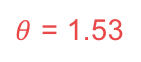 θ = 1.53